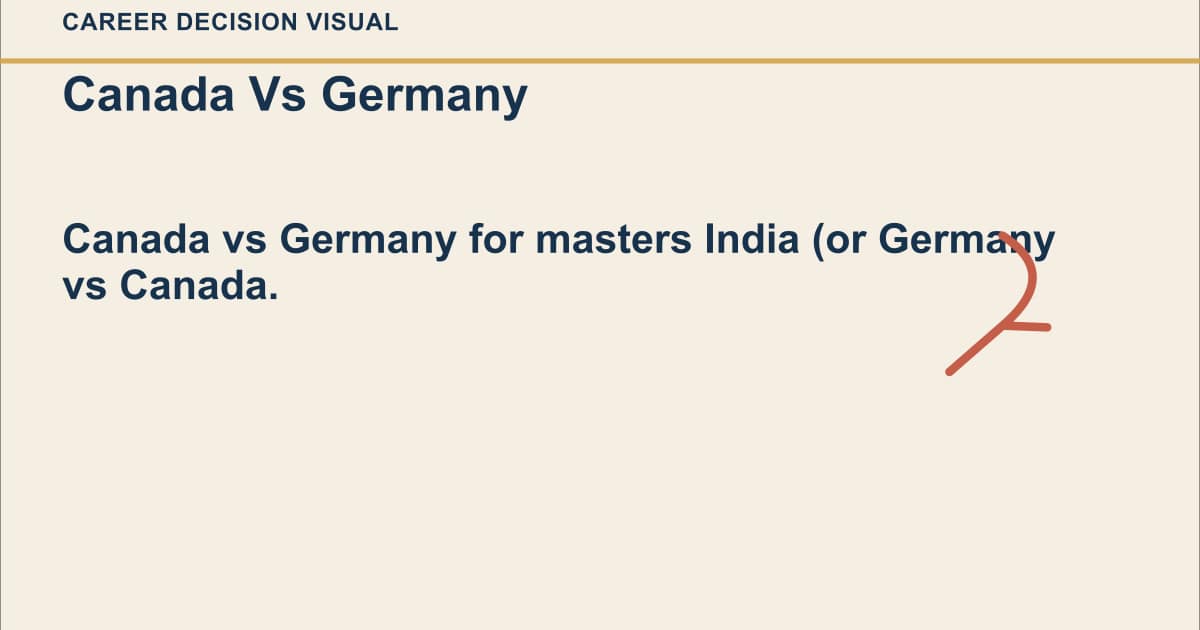 CAREER DECISION VISUAL
Canada Vs Germany
Canada vs Germany for masters India (or Germany
vs Canada.